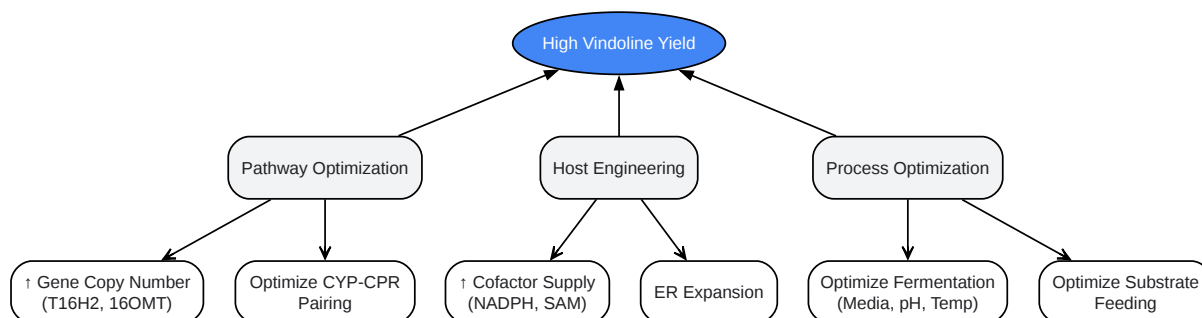 High Vindoline Yield
Pathway Optimization
Host Engineering
Process Optimization
↑ Gene Copy Number
(T16H2, 16OMT)
Optimize CYP-CPR
Pairing
↑ Cofactor Supply
(NADPH, SAM)
ER Expansion
Optimize Fermentation
(Media, pH, Temp)
Optimize Substrate
Feeding